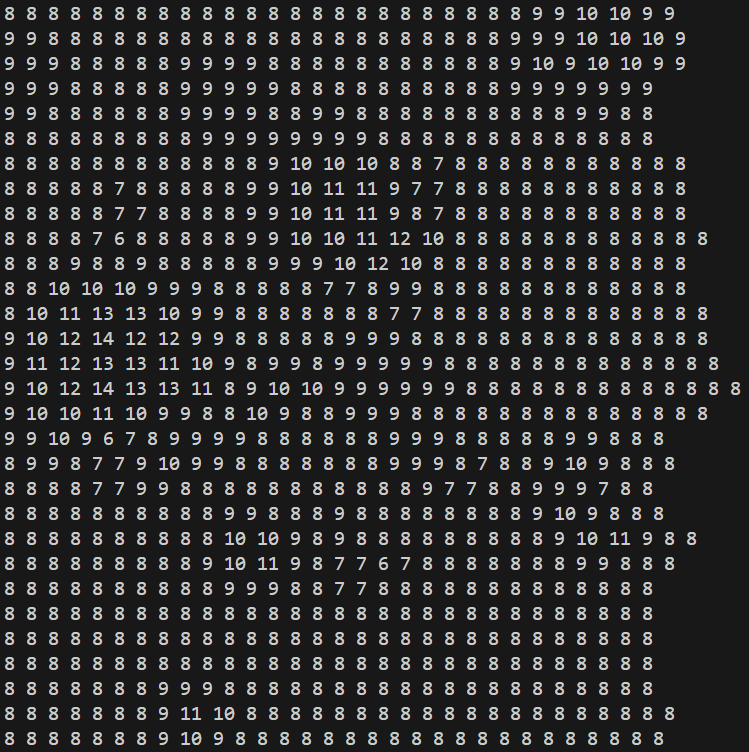 8 8 8 8 8 8 8 8 8 8 8 8 8 8 8 8 8 8 8 8 8 8 8 8 9 9 10 10 9 9
9 9 8 8 8 8 8 8 8 8 8 8 8 8 8 8 8 8 8 8 8 8 8 9 9 9 10 10 10 9
9 9 9 8 8 8 8 8 9 9 9 9 8 8 8 8 8 8 8 8 8 8 8 9 10 9 10 10 9 9
9 9 9 8 8 8 8 8 9 9 9 9 9 8 8 8 8 8 8 8 8 8 8 9 9 9 9 9 9 9
9 9 8 8 8 8 8 8 9 9 9 9 8 8 9 9 8 8 8 8 8 8 8 8 8 8 9 9 8 8
8 8 8 8 8 8 8 8 8 9 9 9 9 9 9 9 9 8 8 8 8 8 8 8 8 8 8 8 8 8
8 8 8 8 8 8 8 8 8 8 8 8 9 10 10 10 8 8 7 8 8 8 8 8 8 8 8 8 8 8
8 8 8 8 8 7 8 8 8 8 8 9 9 10 11 11 9 7 7 8 8 8 8 8 8 8 8 8 8 8
8 8 8 8 8 7 7 8 8 8 8 9 9 10 11 11 9 8 7 8 8 8 8 8 8 8 8 8 8 8
8 8 8 8 7 6 8 8 8 8 8 9 9 10 10 11 12 10 8 8 8 8 8 8 8 8 8 8 8 8
8 8 8 9 8 8 9 8 8 8 8 8 9 9 9 10 12 10 8 8 8 8 8 8 8 8 8 8 8 8
8 8 10 10 10 9 9 9 8 8 8 8 8 7 7 8 9 9 8 8 8 8 8 8 8 8 8 8 8 8
8 10 11 13 13 10 9 9 8 8 8 8 8 8 8 7 7 8 8 8 8 8 8 8 8 8 8 8 8 8
9 10 12 14 12 12 9 9 8 8 8 8 8 9 9 9 8 8 8 8 8 8 8 8 8 8 8 8 8 8
9 11 12 13 13 11 10 9 8 9 9 8 9 9 9 9 9 8 8 8 8 8 8 8 8 8 8 8 8 8
9 10 12 14 13 13 11 8 9 10 10 9 9 9 9 9 9 8 8 8 8 8 8 8 8 8 8 8 8 8
9 10 10 11 10 9 9 8 8 10 9 8 8 9 9 9 8 8 8 8 8 8 8 8 8 8 8 8 8 8
9 9 10 9 6 7 8 9 9 9 9 8 8 8 8 8 8 9 9 9 8 8 8 8 8 9 9 8 8 8
8 9 9 8 7 7 9 10 9 9 8 8 8 8 8 8 8 9 9 9 8 7 8 8 9 10 9 8 8 8
8 8 8 8 7 7 9 9 8 8 8 8 8 8 8 8 8 8 8 9 7 7 8 8 9 9 9 7 8 8
8 8 8 8 8 8 8 8 8 8 9 9 8 8 8 9 8 8 8 8 8 8 8 8 9 10 9 8 8 8
8 8 8 8 8 8 8 8 8 8 10 10 9 8 9 8 8 8 8 8 8 8 8 8 9 10 11 9 8 8
8 8 8 8 8 8 8 8 8 9 10 11 9 8 7 7 6 7 8 8 8 8 8 8 8 9 9 8 8 8
8 8 8 8 8 8 8 8 8 8 9 9 9 8 8 7 7 8 8 8 8 8 8 8 8 8 8 8 8 8
8 8 8 8 8 8 8 8 8 8 8 8 8 8 8 8 8 8 8 8 8 8 8 8 8 8 8 8 8 8
8 8 8 8 8 8 8 8 8 8 8 8 8 8 8 8 8 8 8 8 8 8 8 8 8 8 8 8 8 8
8 8 8 8 8 8 8 8 8 8 8 8 8 8 8 8 8 8 8 8 8 8 8 8 8 8 8 8 8 8
8 8 8 8 8 8 8 9 9 9 8 8 8 8 8 8 8 8 8 8 8 8 8 8 8 8 8 8 8 8
8 8 8 8 8 8 8 9 11 10 8 8 8 8 8 8 8 8 8 8 8 8 8 8 8 8 8 8 8 8
8 8 8 8 8 8 8 9 10 9 8 8 8 8 8 8 8 8 8 8 8 8 8 8 8 8 8 8 8 8